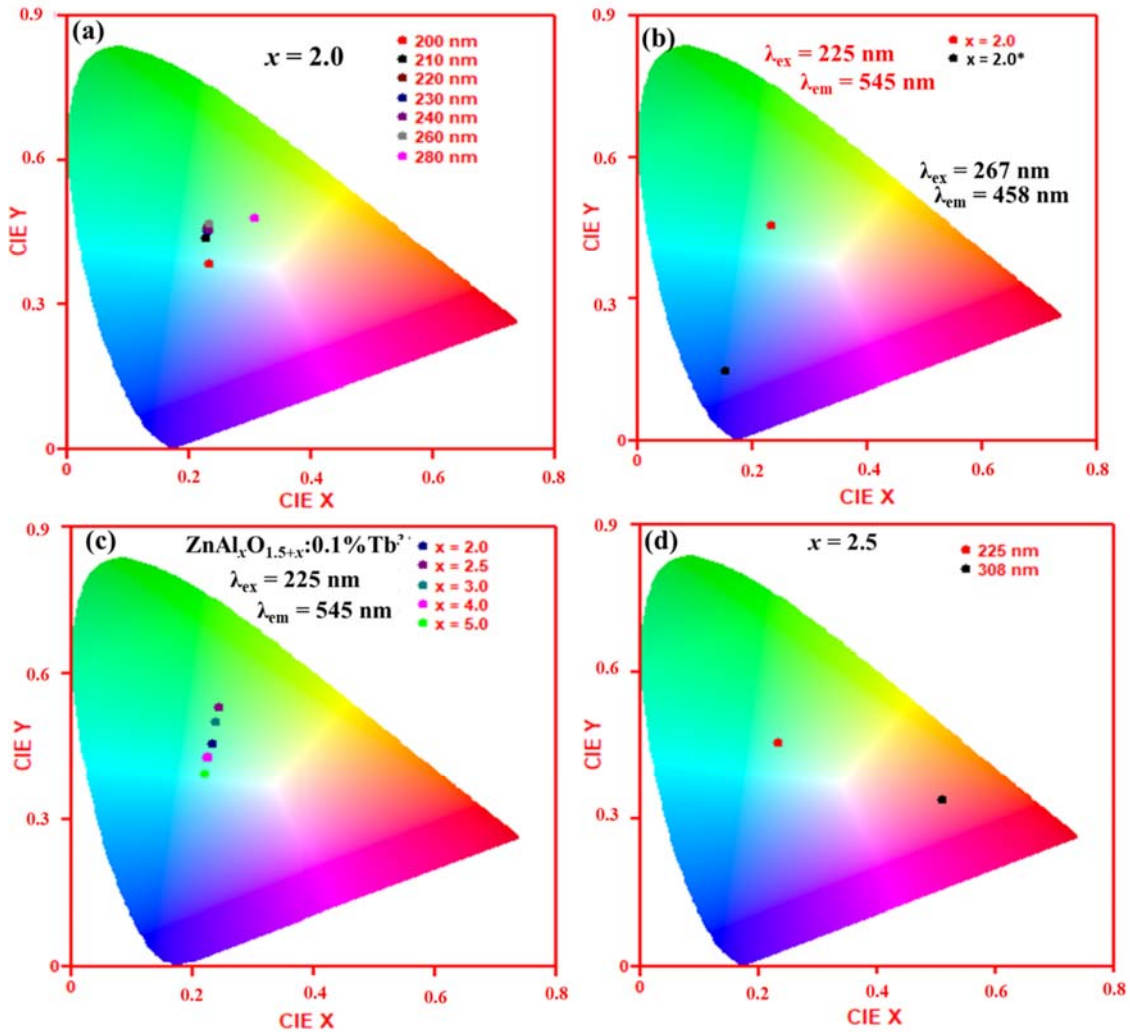 (a)
x = 2.0
200 nm
210 nm
220 nm
230 nm
240 nm
260 nm
280 nm
0.9
0.6
0.3
0
CIE Y
0
0.2
0.4
0.6
0.8
CIE X
(b)
λex = 225 nm
λem = 545 nm
x = 2.0
x = 2.0*
λex = 267 nm
λem = 458 nm
0.9
0.6
0.3
0
CIE Y
0
0.2
0.4
0.6
0.8
CIE X
(c)
ZnAlxO1.5+x:0.1%Tb³
λex = 225 nm
λem = 545 nm
x = 2.0
x = 2.5
x = 3.0
x = 4.0
x = 5.0
0.9
0.6
0.3
0
CIE Y
0
0.2
0.4
0.6
0.8
CIE X
(d)
x = 2.5
225 nm
308 nm
0.9
0.6
0.3
0
CIE Y
0
0.2
0.4
0.6
0.8
CIE X